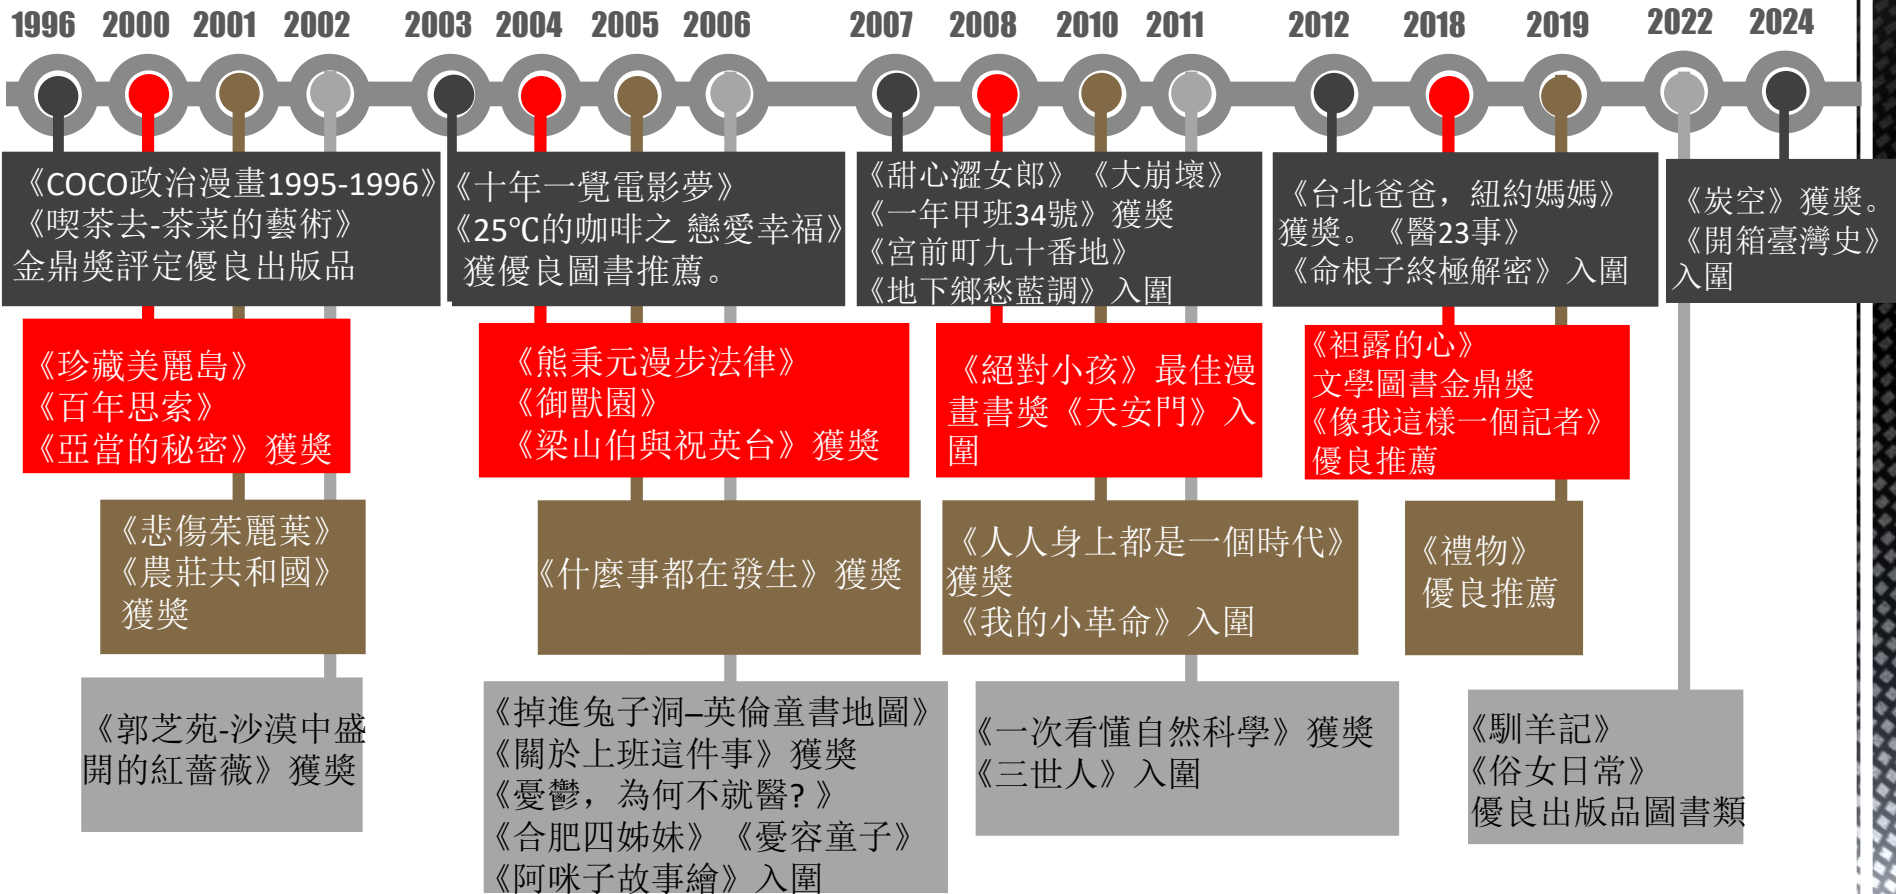 1996 2000 2001 2002 2003 2004 2005 2006 2007 2008 2010 2011 2012 2018 2019 2022 2024
《COCO政治漫畫1995-1996》
《喫茶去-茶菜的藝術》
金鼎獎評定優良出版品
《十年一覺電影夢》
《25℃的咖啡之 戀愛幸福》
獲優良圖書推薦。
《甜心澀女郎》《大崩壞》
《一年甲班34號》獲獎
《宮前町九十番地》
《地下鄉愁藍調》入圍
《台北爸爸，紐約媽媽》
獲獎。《醫23事》
《命根子終極解密》入圍
《炭空》獲獎。
《開箱臺灣史》
入圍
《珍藏美麗島》
《百年思索》
《亞當的秘密》獲獎
《熊秉元漫步法律》
《御獸園》
《梁山伯與祝英台》獲獎
《絕對小孩》最佳漫
畫書獎《天安門》入
圍
《袒露的心》
文學圖書金鼎獎
《像我這樣一個記者》
優良推薦
《悲傷茱麗葉》
《農莊共和國》
獲獎
《什麼事都在發生》獲獎
《人人身上都是一個時代》
獲獎
《我的小革命》入圍
《禮物》
優良推薦
《郭芝苑-沙漠中盛
開的紅薔薇》獲獎
《掉進兔子洞–英倫童書地圖》
《關於上班這件事》獲獎
《憂鬱，為何不就醫? 》
《合肥四姊妹》《憂容童子》
《阿咪子故事繪》入圍
《一次看懂自然科學》獲獎
《三世人》入圍
《馴羊記》
《俗女日常》
優良出版品圖書類